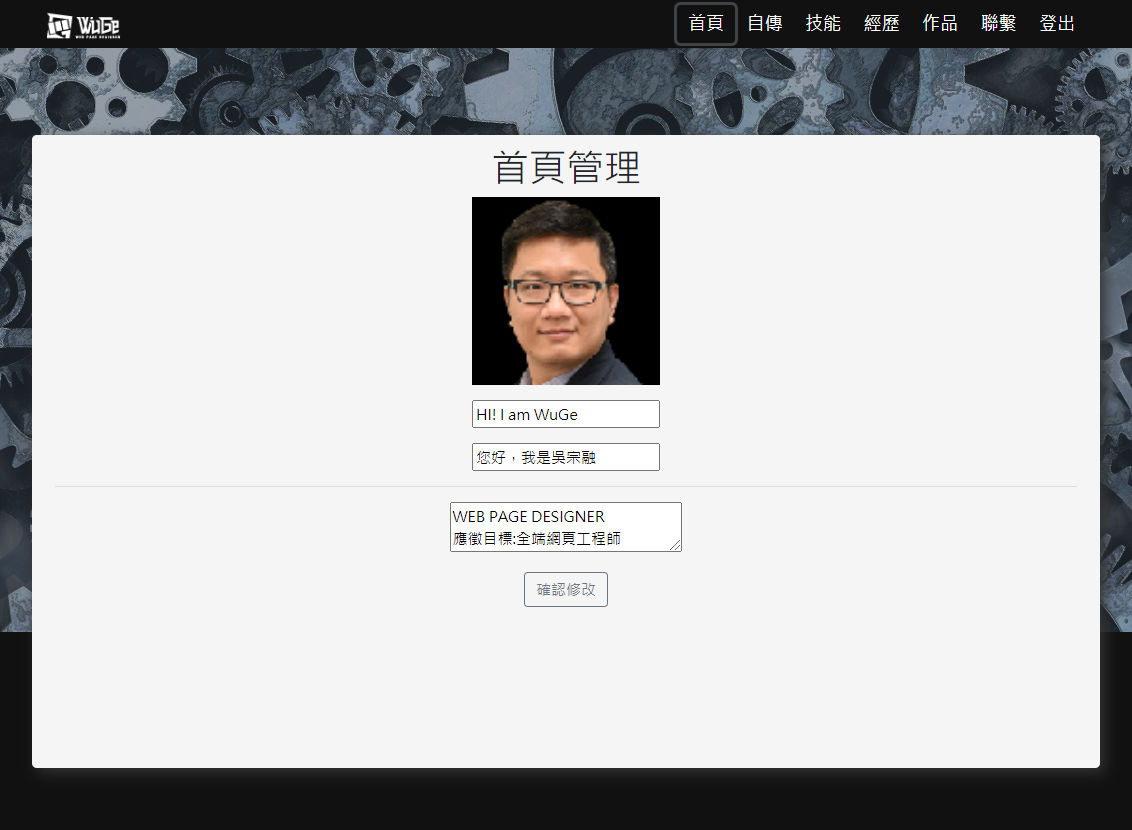 WuGe
WEB PAGE DESIGNER
首頁 自傳 技能 經歷 作品 聯繫 登出
首頁管理
HI! I am WuGe
您好，我是吳宗融
WEB PAGE DESIGNER
應徵目標:全端網頁工程師
確認修改